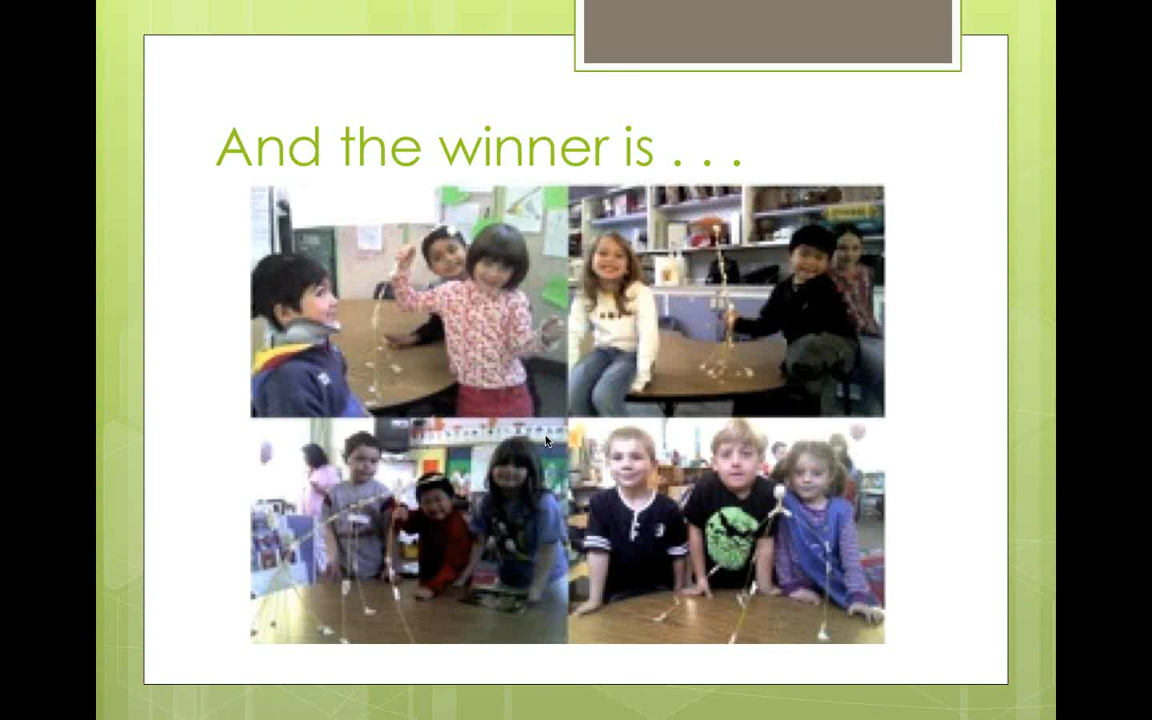 And the winner is . . .